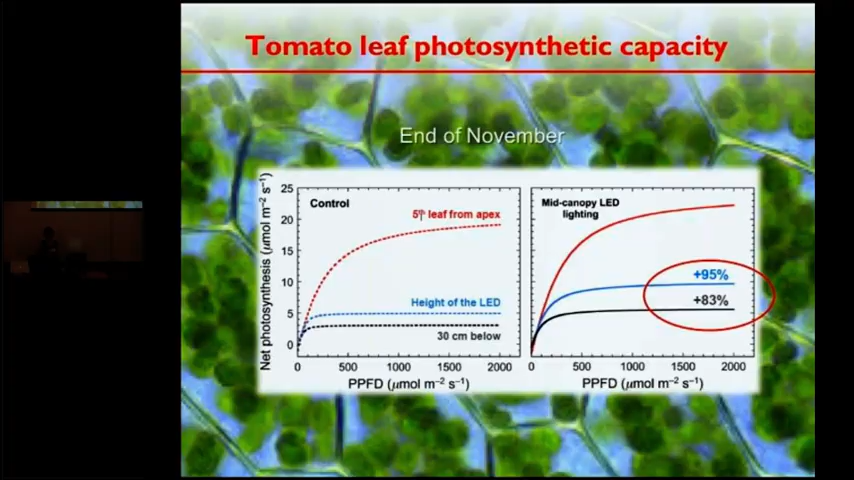 Tomato leaf photosynthetic capacity
End of November
Net photosynthesis (μmol m⁻² s⁻¹)
25
20
15
10
5
0
Control
5th leaf from apex
Height of the LED
30 cm below
0 500 1000 1500 2000
PPFD (μmol m⁻² s⁻¹)
Mid-canopy LED
lighting
+95%
+83%
0 500 1000 1500 2000
PPFD (μmol m⁻² s⁻¹)